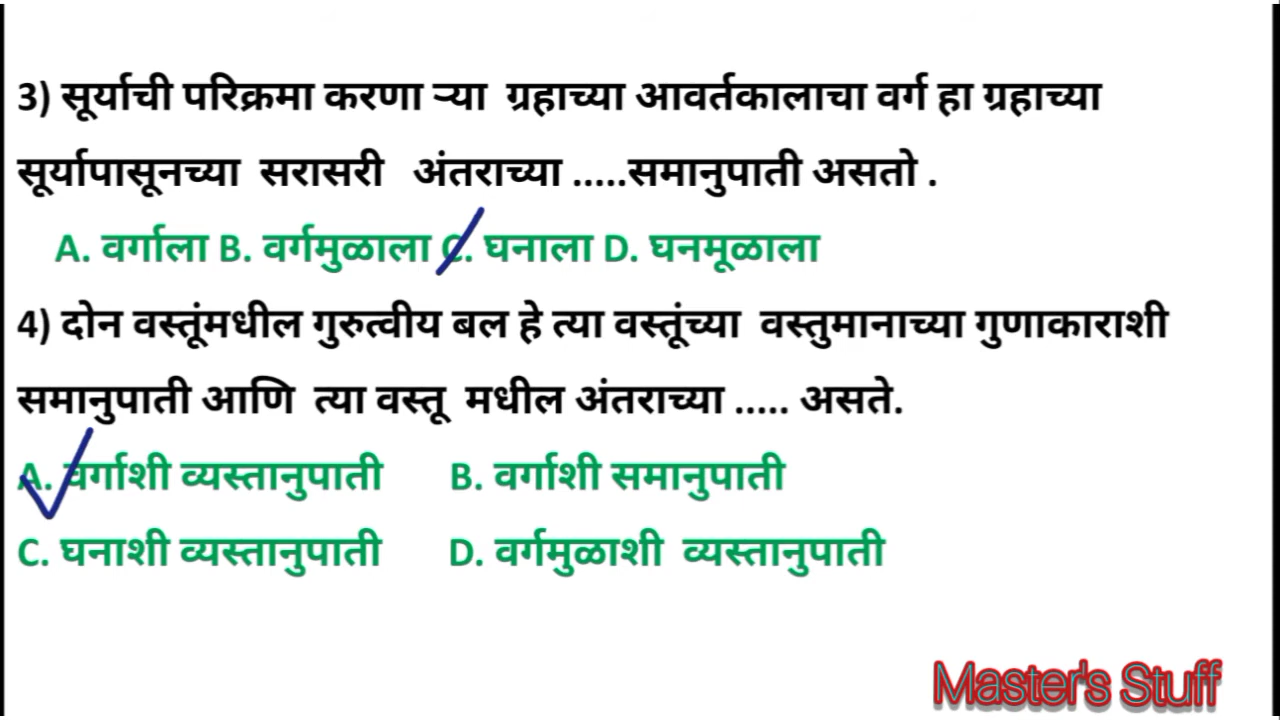 3) सूर्याची परिक्रमा करणा ऱ्या ग्रहाच्या आवर्तकालाचा वर्ग हा ग्रहाच्या
सूर्यापासूनच्या सरासरी अंतराच्या .....समानुपाती असतो .
A. वर्गाला B. वर्गमुळाला C. घनाला D. घनमूळाला
4) दोन वस्तूंमधील गुरुत्वीय बल हे त्या वस्तूंच्या वस्तुमानाच्या गुणाकाराशी
समानुपाती आणि त्या वस्तू मधील अंतराच्या ..... असते.
A. वर्गाशी व्यस्तानुपाती B. वर्गाशी समानुपाती
C. घनाशी व्यस्तानुपाती D. वर्गमुळाशी व्यस्तानुपाती
Master's Stuff